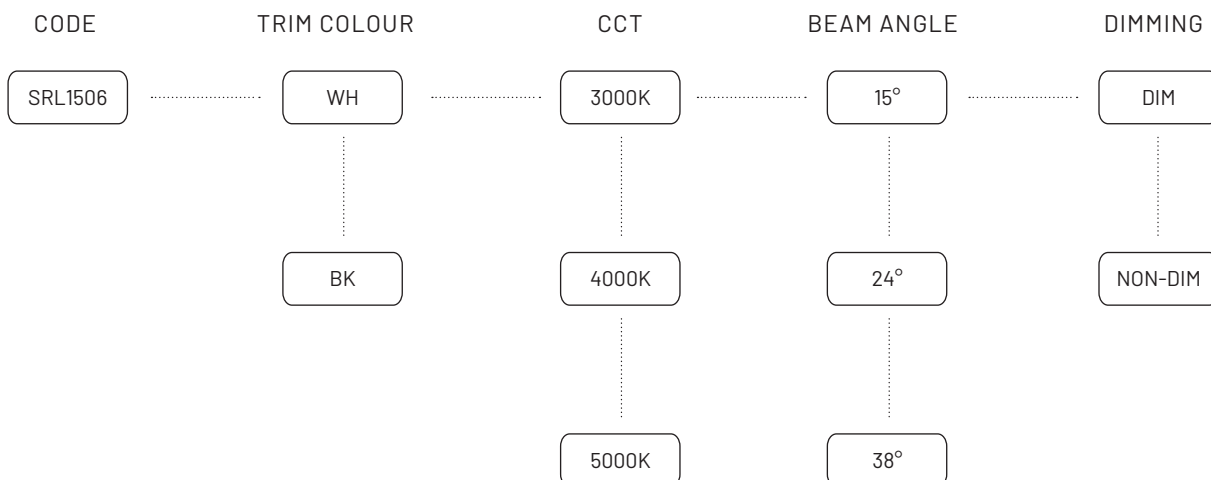 CODE TRIM COLOUR CCT BEAM ANGLE DIMMING
SRL1506 WH 3000K 15° DIM
BK 4000K 24° NON-DIM
5000K 38°